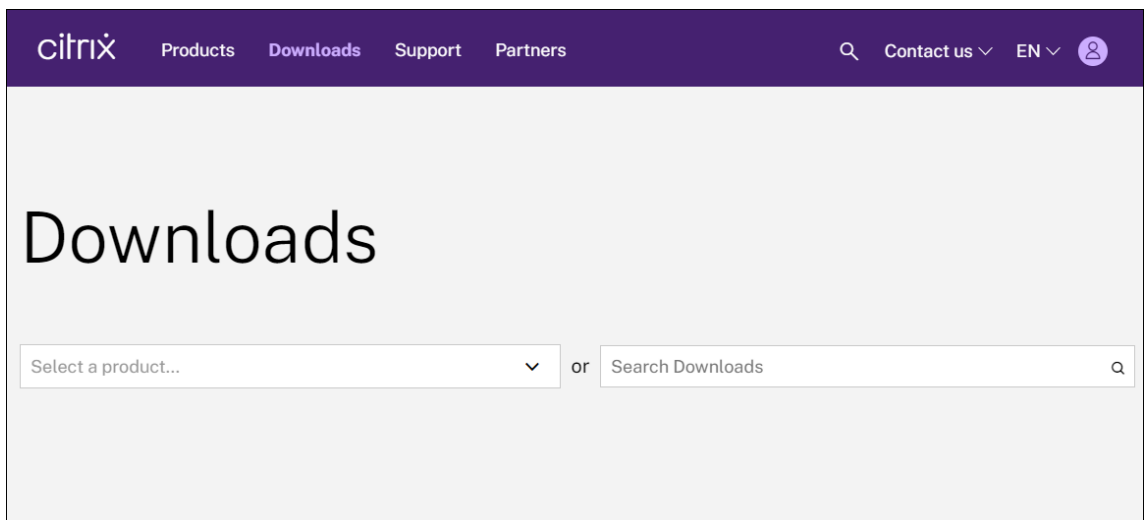 citrix Products Downloads Support Partners Contact us EN
Downloads
Select a product... or Search Downloads